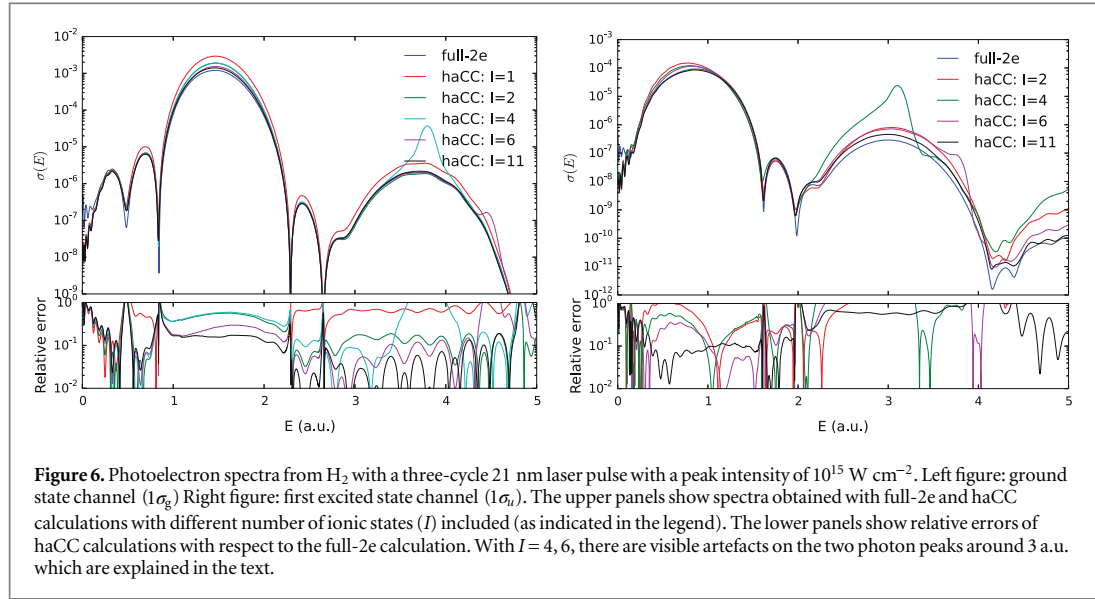 10⁻¹
10⁻²
10⁻³
10⁻⁴
10⁻⁵
10⁻⁶
10⁻⁷
10⁻⁸
10⁻⁹
σ(E)
full-2e
haCC: I=1
haCC: I=2
haCC: I=4
haCC: I=6
haCC: I=11
10⁰
10⁻¹
10⁻²
Relative error
0 1 2 3 4 5
E (a.u.)
10⁻³
10⁻⁴
10⁻⁵
10⁻⁶
10⁻⁷
10⁻⁸
10⁻⁹
10⁻¹⁰
10⁻¹¹
10⁻¹²
σ(E)
full-2e
haCC: I=2
haCC: I=4
haCC: I=6
haCC: I=11
10⁰
10⁻¹
10⁻²
Relative error
0 1 2 3 4 5
E (a.u.)
Figure 6. Photoelectron spectra from H₂ with a three-cycle 21 nm laser pulse with a peak intensity of 10¹⁵ W cm⁻². Left figure: ground
state channel (1σg) Right figure: first excited state channel (1σu). The upper panels show spectra obtained with full-2e and haCC
calculations with different number of ionic states (I) included (as indicated in the legend). The lower panels show relative errors of
haCC calculations with respect to the full-2e calculation. With I = 4, 6, there are visible artefacts on the two photon peaks around 3 a.u.
which are explained in the text.